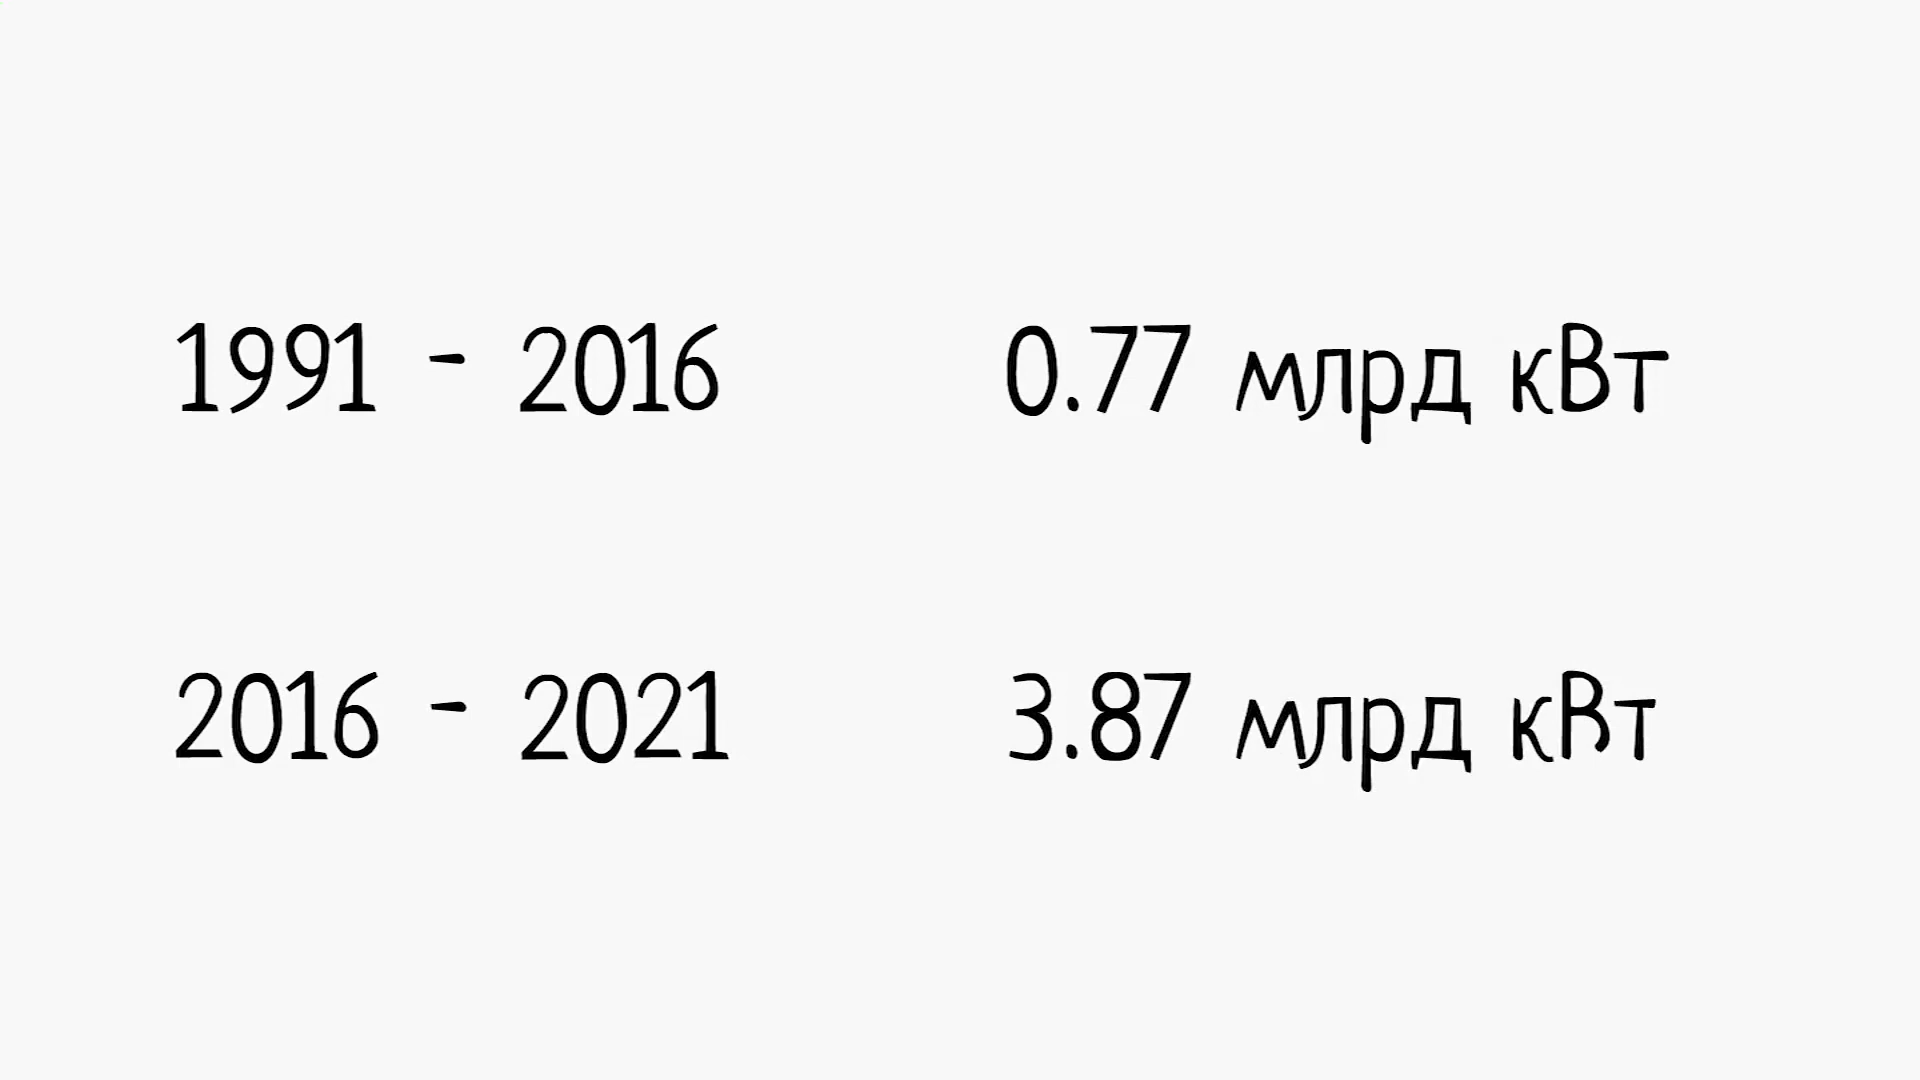 1991 - 2016 0.77 млрд кВт
2016 - 2021 3.87 млрд кВт